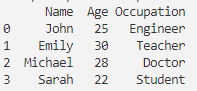 Name Age Occupation
0 John 25 Engineer
1 Emily 30 Teacher
2 Michael 28 Doctor
3 Sarah 22 Student